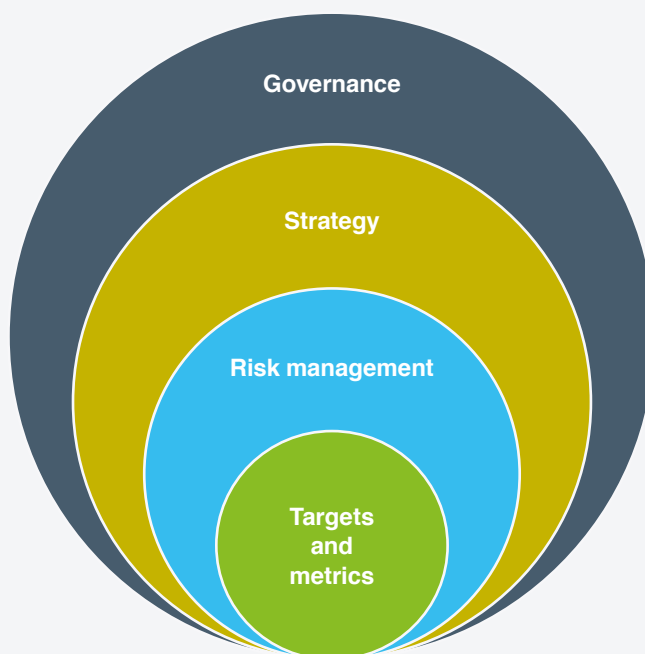 Governance
Strategy
Risk management
Targets
and
metrics